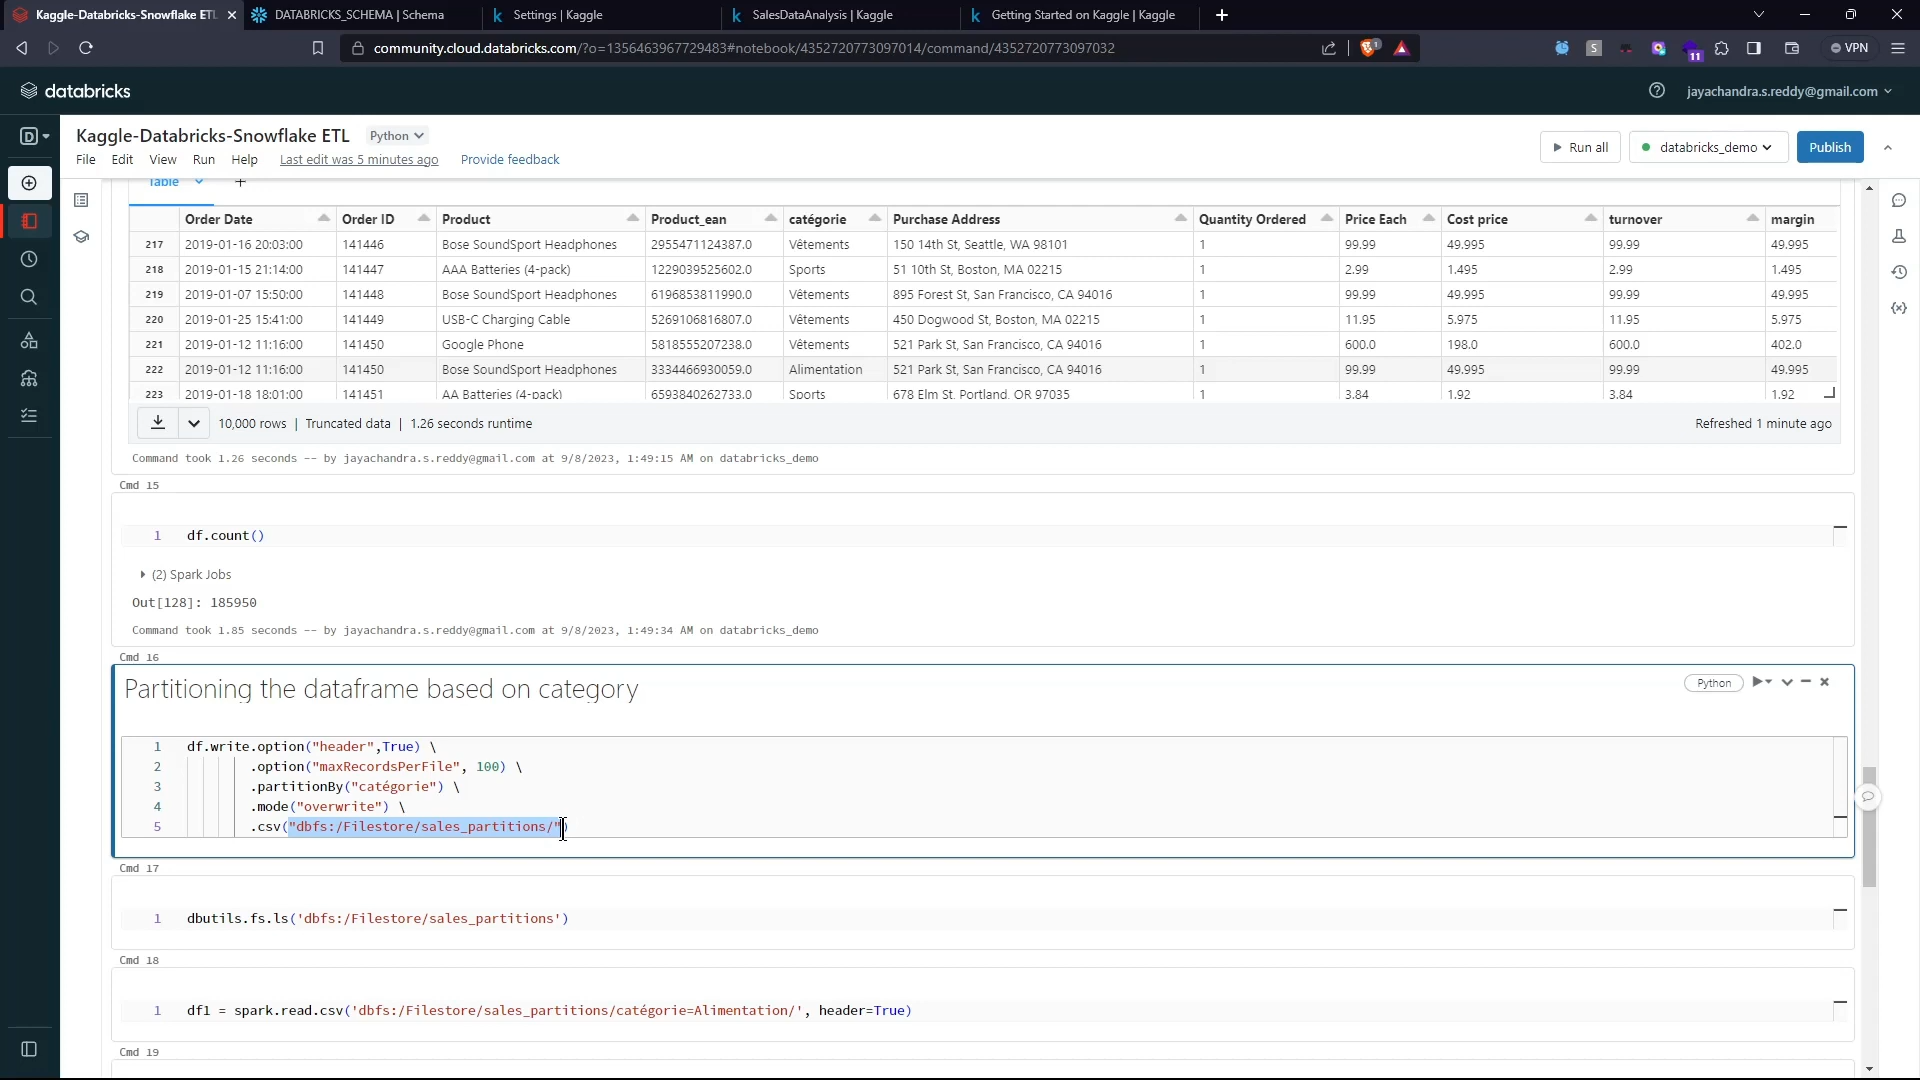 Kaggle-Databricks-Snowflake ETL
DATABRICKS_SCHEMA | Schema
Settings | Kaggle
SalesDataAnalysis | Kaggle
Getting Started on Kaggle | Kaggle
community.cloud.databricks.com/?o=1356463967729483#notebook/4352720773097014/command/4352720773097032
1
S
11
VPN
databricks
jayachandra.s.reddy@gmail.com
D
Kaggle-Databricks-Snowflake ETL Python
Run all
databricks_demo
Publish
File Edit View Run Help Last edit was 5 minutes ago Provide feedback
Table +
Order Date Order ID Product Product_ean catégorie Purchase Address Quantity Ordered Price Each Cost price turnover margin
217 2019-01-16 20:03:00 141446 Bose SoundSport Headphones 2955471124387.0 Vêtements 150 14th St, Seattle, WA 98101 1 99.99 49.995 99.99 49.995
218 2019-01-15 21:14:00 141447 AAA Batteries (4-pack) 1229039525602.0 Sports 51 10th St, Boston, MA 02215 1 2.99 1.495 2.99 1.495
219 2019-01-07 15:50:00 141448 Bose SoundSport Headphones 6196853811990.0 Vêtements 895 Forest St, San Francisco, CA 94016 1 99.99 49.995 99.99 49.995
220 2019-01-25 15:41:00 141449 USB-C Charging Cable 5269106816807.0 Vêtements 450 Dogwood St, Boston, MA 02215 1 11.95 5.975 11.95 5.975
221 2019-01-12 11:16:00 141450 Google Phone 5818555207238.0 Vêtements 521 Park St, San Francisco, CA 94016 1 600.0 198.0 600.0 402.0
222 2019-01-12 11:16:00 141450 Bose SoundSport Headphones 3334466930059.0 Alimentation 521 Park St, San Francisco, CA 94016 1 99.99 49.995 99.99 49.995
223 2019-01-18 18:01:00 141451 AA Batteries (4-pack) 6593840262733.0 Sports 678 Elm St, Portland, OR 97035 1 3.84 1.92 3.84 1.92
10,000 rows | Truncated data | 1.26 seconds runtime
Refreshed 1 minute ago
Command took 1.26 seconds -- by jayachandra.s.reddy@gmail.com at 9/8/2023, 1:49:15 AM on databricks_demo
Cmd 15
1 df.count()
(2) Spark Jobs
Out[128]: 185950
Command took 1.85 seconds -- by jayachandra.s.reddy@gmail.com at 9/8/2023, 1:49:34 AM on databricks_demo
Cmd 16
Partitioning the dataframe based on category
Python
1 df.write.option("header",True) \
2 .option("maxRecordsPerFile", 100) \
3 .partitionBy("catégorie") \
4 .mode("overwrite") \
5 .csv("dbfs:/Filestore/sales_partitions/")
Cmd 17
1 dbutils.fs.ls('dbfs:/Filestore/sales_partitions')
Cmd 18
1 df1 = spark.read.csv('dbfs:/Filestore/sales_partitions/catégorie=Alimentation/', header=True)
Cmd 19